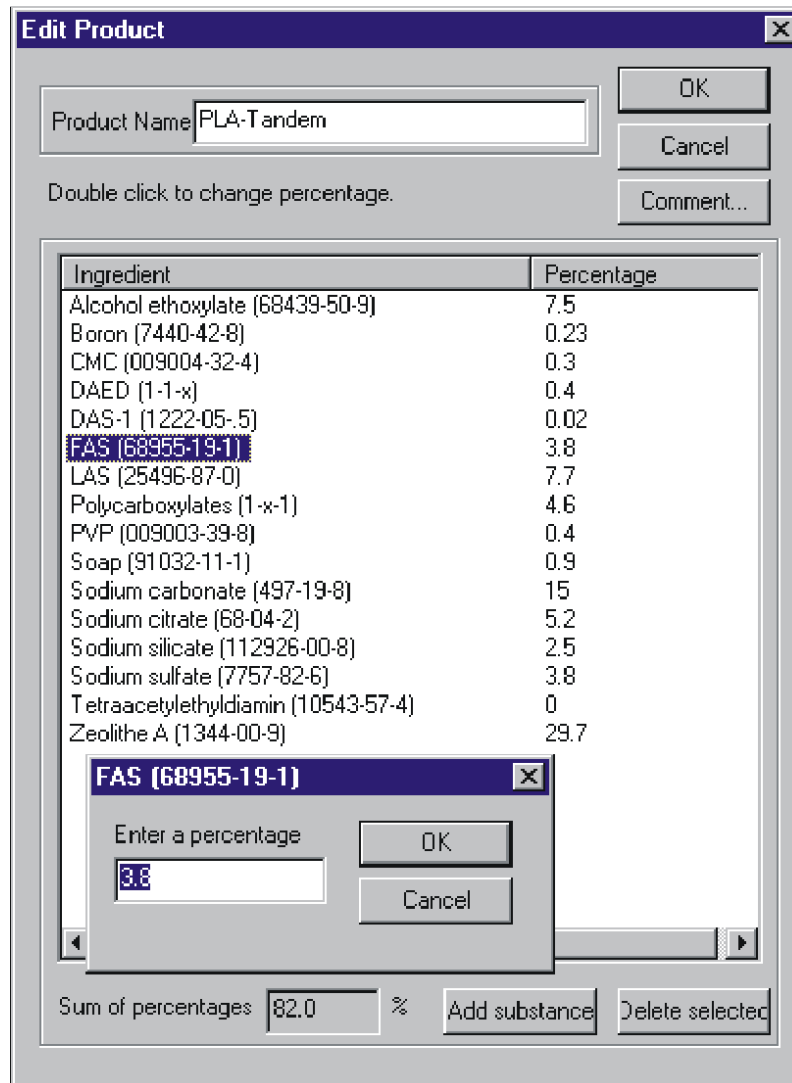 Edit Product
OK
Product Name PLA-Tandem
Cancel
Double click to change percentage.
Comment...
Ingredient Percentage
Alcohol ethoxylate (68439-50-9) 7.5
Boron (7440-42-8) 0.23
CMC (009004-32-4) 0.3
DAED (1-1-x) 0.4
DAS-1 (1222-05-.5) 0.02
FAS (68955-19-1) 3.8
LAS (25496-87-0) 7.7
Polycarboxylates (1-x-1) 4.6
PVP (009003-39-8) 0.4
Soap (91032-11-1) 0.9
Sodium carbonate (497-19-8) 15
Sodium citrate (68-04-2) 5.2
Sodium silicate (112926-00-8) 2.5
Sodium sulfate (7757-82-6) 3.8
Tetraacetylethyldiamin (10543-57-4) 0
Zeolithe A (1344-00-9) 29.7
FAS (68955-19-1)
Enter a percentage
OK
3.8
Cancel
Sum of percentages 82.0 % Add substance Delete selected